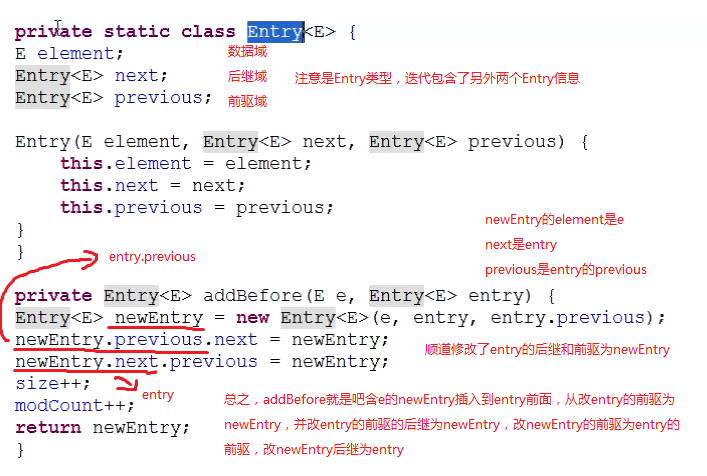 private static class Entry<E> {
E element; 数据域
Entry<E> next; 后继域 注意是Entry类型，迭代包含了另外两个Entry信息
Entry<E> previous; 前驱域
Entry(E element, Entry<E> next, Entry<E> previous) {
this.element = element;
this.next = next;
this.previous = previous;
}
newEntry的element是e
}
next是entry
entry.previous
previous是entry的previous
private Entry<E> addBefore(E e, Entry<E> entry) {
Entry<E> newEntry = new Entry<E>(e, entry, entry.previous);
newEntry.previous.next = newEntry; 顺道修改了entry的后继和前驱为newEntry
newEntry.next.previous = newEntry;
size++;
entry
modCount++;
return newEntry;
}
总之，addBefore就是吧含e的newEntry插入到entry前面，从改entry的前驱为
newEntry，并改entry的前驱的后继为newEntry，改newEntry的前驱为entry的
前驱，改newEntry后继为entry